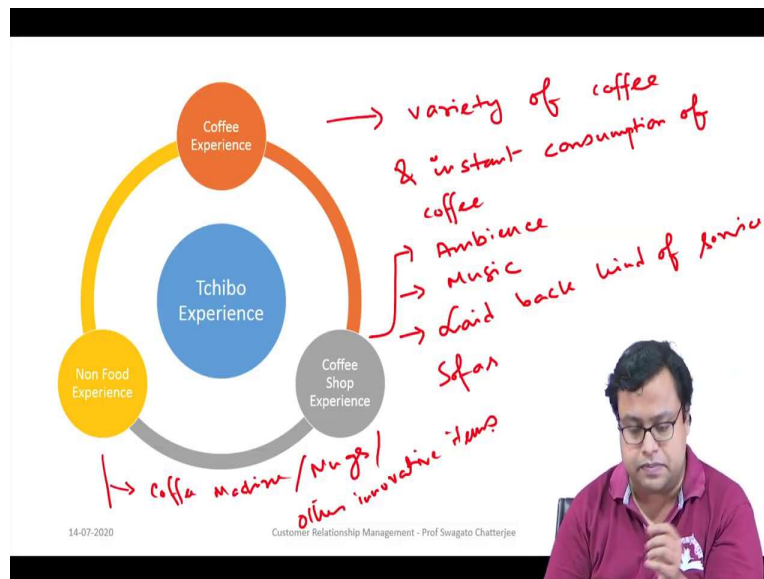 Coffee
Experience
→ variety of coffee
& instant consumption of
coffee
Tchibo
Experience
→ Ambience
→ Music
→ Laid back kind of service
Sofas
Non Food
Experience
Coffee
Shop
Experience
→ Coffee Machine/Mugs/
other innovative items
14-07-2020
Customer Relationship Management - Prof Swagato Chatterjee